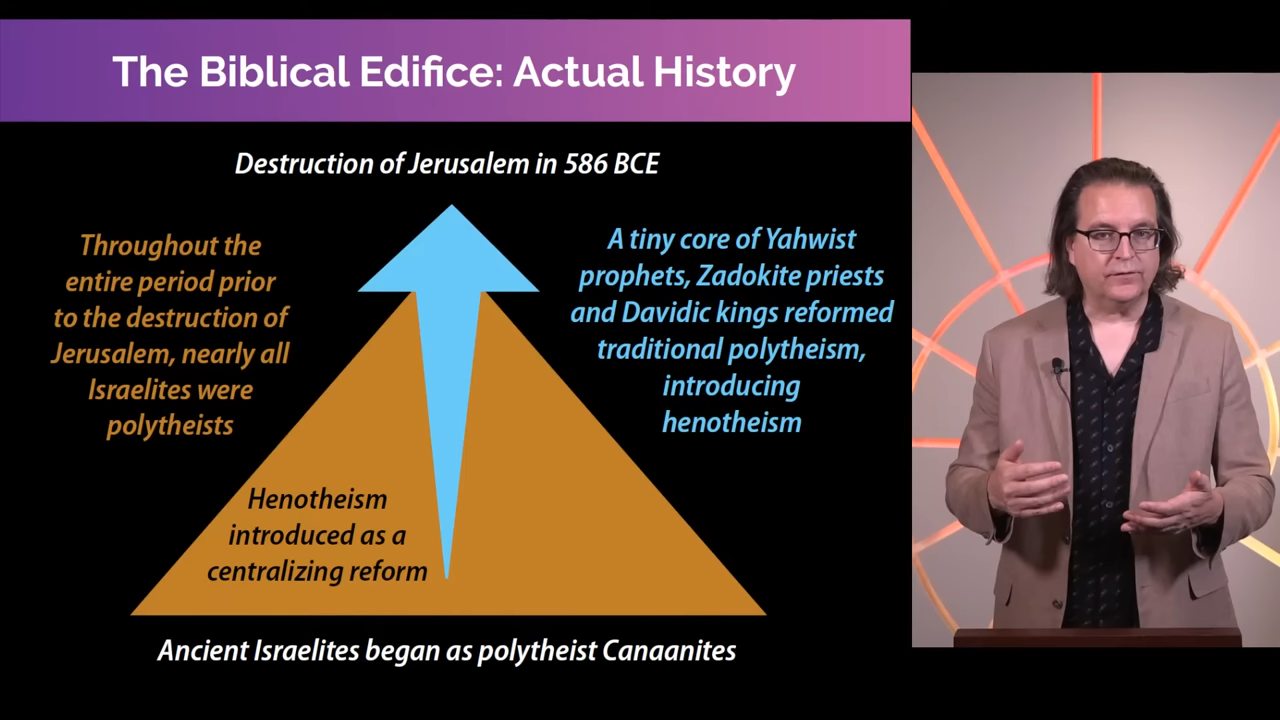 The Biblical Edifice: Actual History
Destruction of Jerusalem in 586 BCE
Throughout the
entire period prior
to the destruction of
Jerusalem, nearly all
Israelites were
polytheists
A tiny core of Yahwist
prophets, Zadokite priests
and Davidic kings reformed
traditional polytheism,
introducing
henotheism
Henotheism
introduced as a
centralizing reform
Ancient Israelites began as polytheist Canaanites